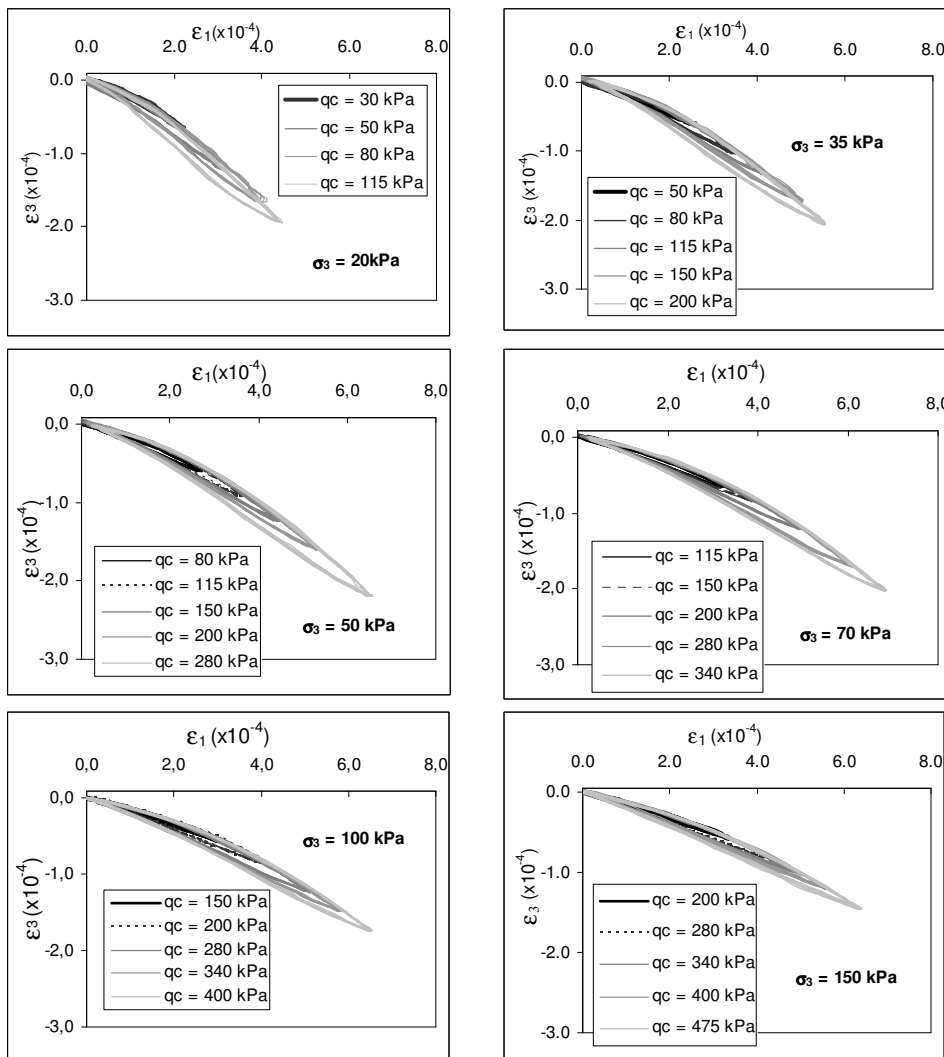 ε1(x10-4)
0.0 2.0 4.0 6.0 8.0
0.0
-1.0
-2.0
-3.0
ε3 (x10-4)
qc = 30 kPa
qc = 50 kPa
qc = 80 kPa
qc = 115 kPa
σ3 = 20kPa
ε1 (x10-4)
0.0 2.0 4.0 6.0 8.0
0.0
-1.0
-2.0
-3.0
ε3 (x10-4)
σ3 = 35 kPa
qc = 50 kPa
qc = 80 kPa
qc = 115 kPa
qc = 150 kPa
qc = 200 kPa
ε1 (x10-4)
0,0 2,0 4,0 6,0 8,0
0,0
-1,0
-2,0
-3,0
ε3 (x10-4)
qc = 80 kPa
qc = 115 kPa
qc = 150 kPa
qc = 200 kPa
qc = 280 kPa
σ3 = 50 kPa
ε1 (x10-4)
0.0 2.0 4.0 6.0 8.0
0,0
-1,0
-2,0
-3,0
ε3 (x10-4)
qc = 115 kPa
qc = 150 kPa
qc = 200 kPa
qc = 280 kPa
qc = 340 kPa
σ3 = 70 kPa
ε1 (x10-4)
0,0 2,0 4,0 6,0 8,0
0,0
-1,0
-2,0
-3,0
ε3 (x10-4)
σ3 = 100 kPa
qc = 150 kPa
qc = 200 kPa
qc = 280 kPa
qc = 340 kPa
qc = 400 kPa
ε1 (x10-4)
0.0 2.0 4.0 6.0 8.0
0.0
-1.0
-2.0
-3.0
ε3 (x10-4)
qc = 200 kPa
qc = 280 kPa
qc = 340 kPa
qc = 400 kPa
qc = 475 kPa
σ3 = 150 kPa